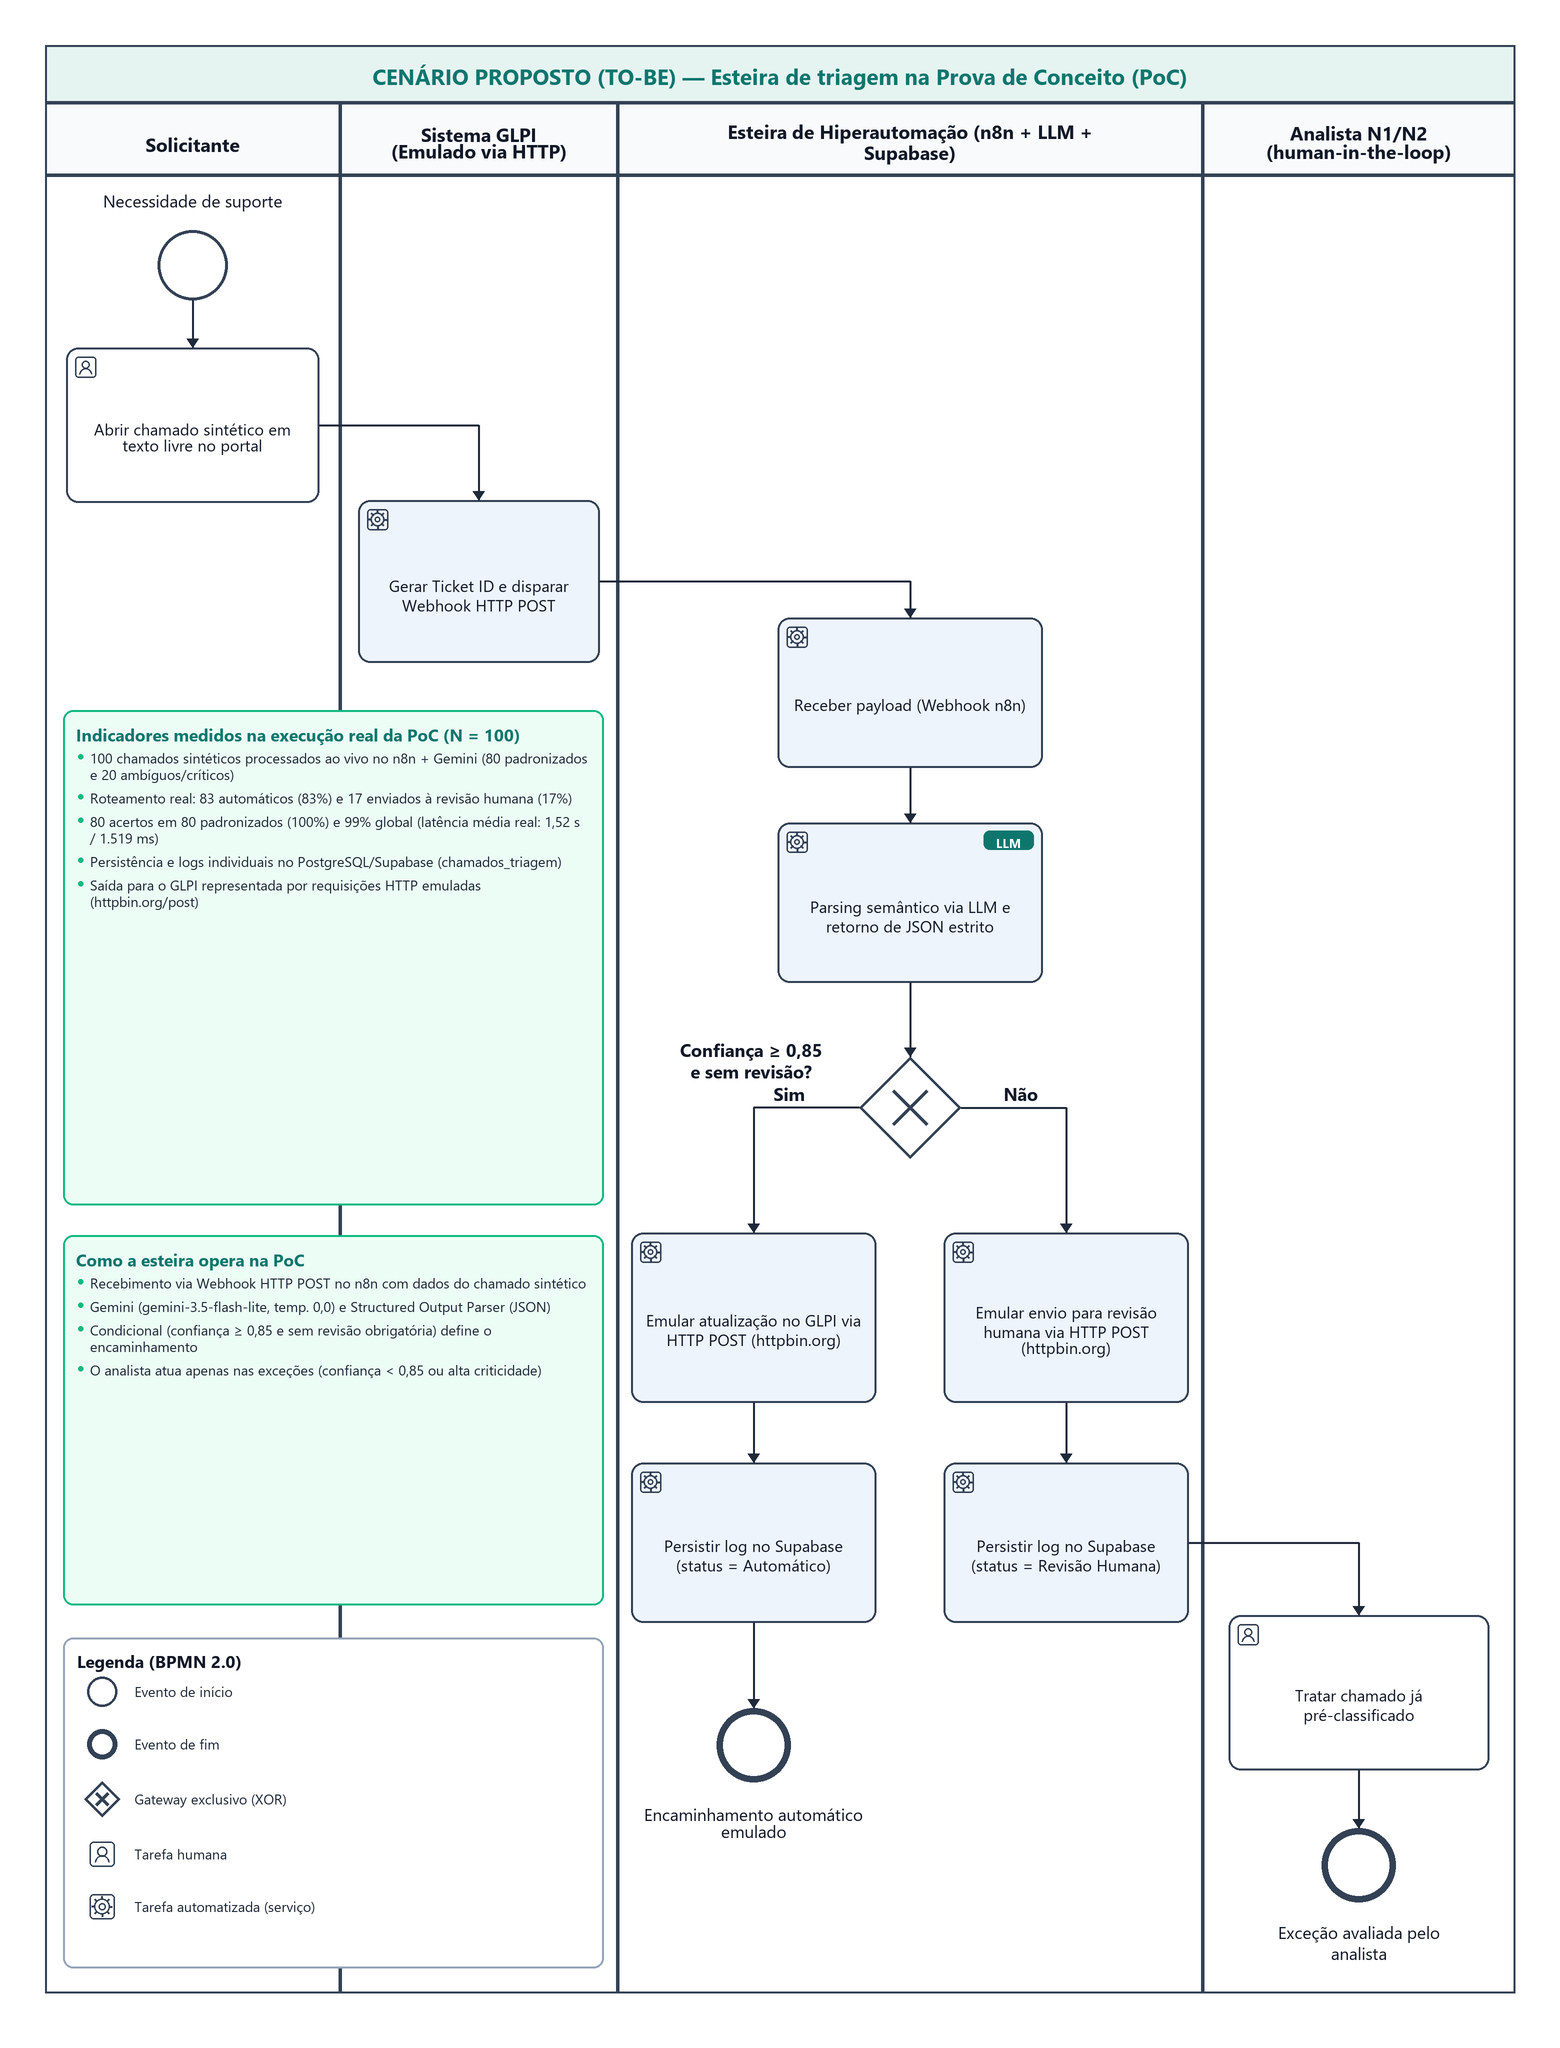 CENÁRIO PROPOSTO (TO-BE) — Esteira de triagem na Prova de Conceito (PoC)
Solicitante
Sistema GLPI
(Emulado via HTTP)
Esteira de Hiperautomação (n8n + LLM +
Supabase)
Analista N1/N2
(human-in-the-loop)
Necessidade de suporte
Abrir chamado sintético em
texto livre no portal
Gerar Ticket ID e disparar
Webhook HTTP POST
Receber payload (Webhook n8n)
Indicadores medidos na execução real da PoC (N = 100)
• 100 chamados sintéticos processados ao vivo no n8n + Gemini (80 padronizados
e 20 ambíguos/críticos)
• Roteamento real: 83 automáticos (83%) e 17 enviados à revisão humana (17%)
• 80 acertos em 80 padronizados (100%) e 99% global (latência média real: 1,52 s
/ 1.519 ms)
• Persistência e logs individuais no PostgreSQL/Supabase (chamados_triagem)
• Saída para o GLPI representada por requisições HTTP emuladas
(httpbin.org/post)
LLM
Parsing semântico via LLM e
retorno de JSON estrito
Confiança ≥ 0,85
e sem revisão?
Sim
Não
Como a esteira opera na PoC
• Recebimento via Webhook HTTP POST no n8n com dados do chamado sintético
• Gemini (gemini-3.5-flash-lite, temp. 0,0) e Structured Output Parser (JSON)
• Condicional (confiança ≥ 0,85 e sem revisão obrigatória) define o
encaminhamento
• O analista atua apenas nas exceções (confiança < 0,85 ou alta criticidade)
Emular atualização no GLPI via
HTTP POST (httpbin.org)
Emular envio para revisão
humana via HTTP POST
(httpbin.org)
Persistir log no Supabase
(status = Automático)
Persistir log no Supabase
(status = Revisão Humana)
Tratar chamado já
pré-classificado
Encaminhamento automático
emulado
Exceção avaliada pelo
analista
Legenda (BPMN 2.0)
Evento de início
Evento de fim
Gateway exclusivo (XOR)
Tarefa humana
Tarefa automatizada (serviço)